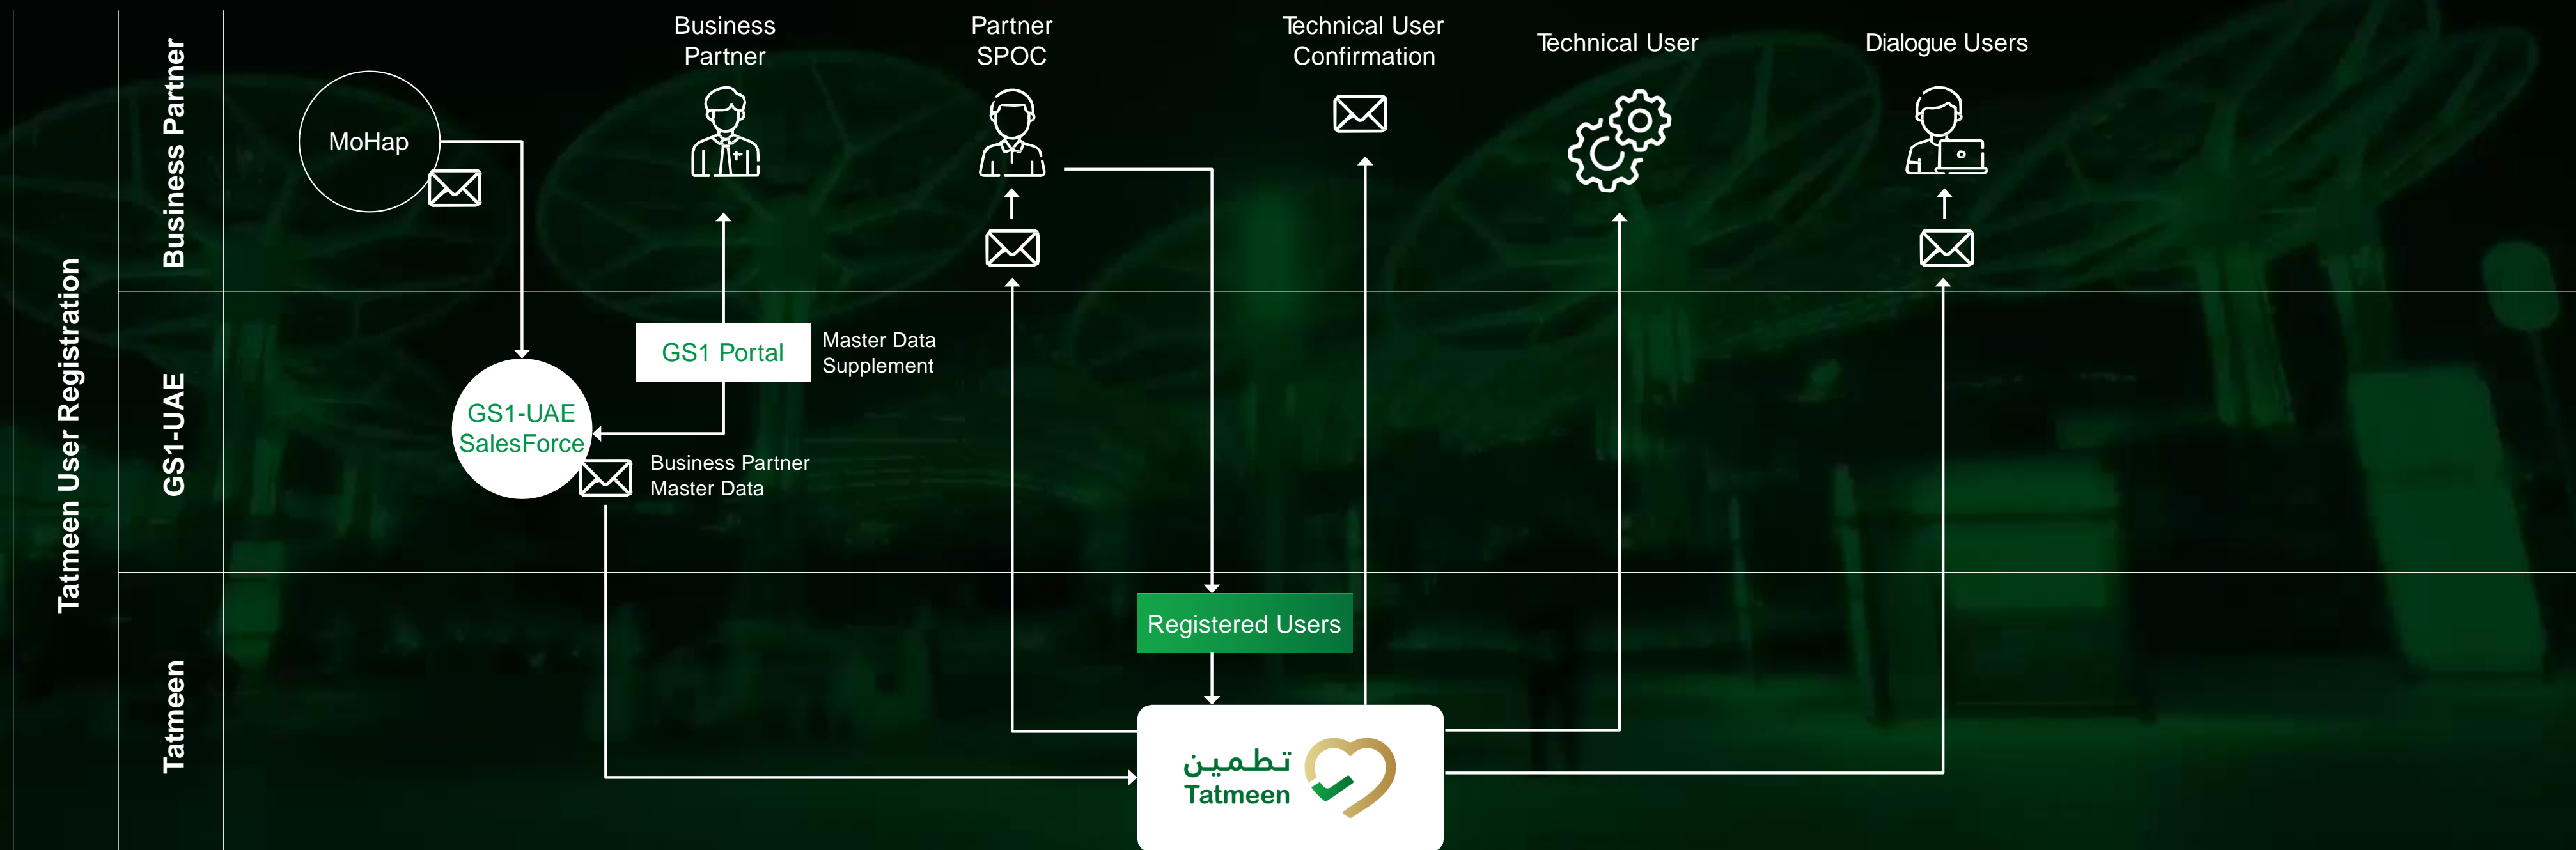 Tatmeen User Registration
Business Partner
GS1-UAE
Tatmeen
Business
Partner
Partner
SPOC
Technical User
Confirmation
Technical User
Dialogue Users
MoHap
GS1 Portal
Master Data
Supplement
GS1-UAE
SalesForce
Business Partner
Master Data
Registered Users
تطمين
Tatmeen